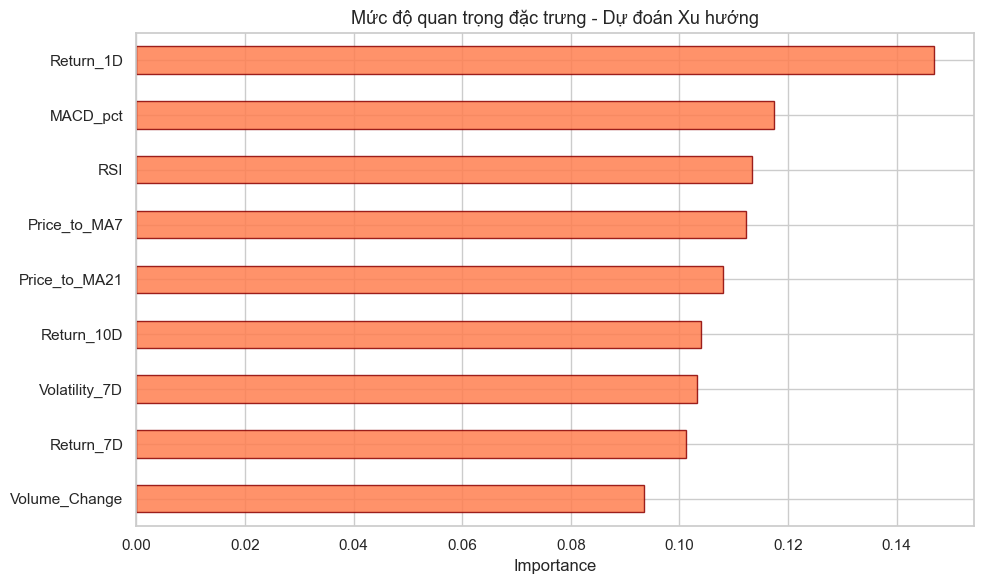 Mức độ quan trọng đặc trưng - Dự đoán Xu hướng
Return_1D
MACD_pct
RSI
Price_to_MA7
Price_to_MA21
Return_10D
Volatility_7D
Return_7D
Volume_Change
0.00 0.02 0.04 0.06 0.08 0.10 0.12 0.14
Importance